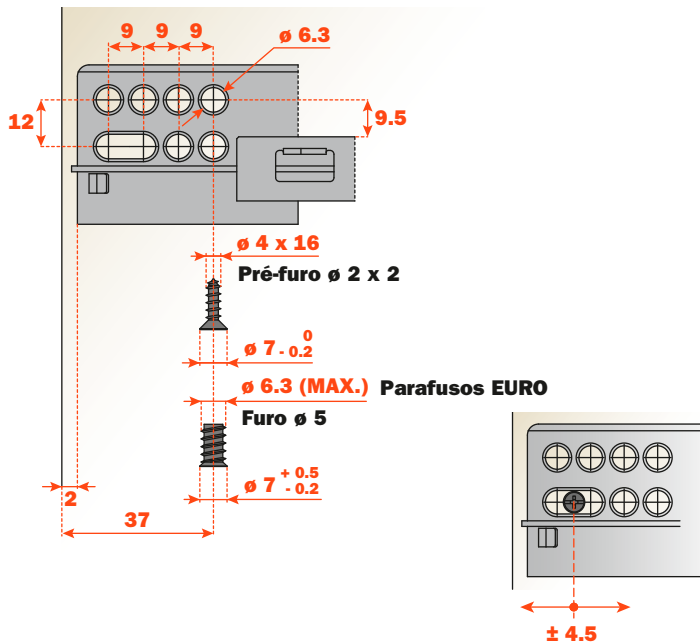 9 9 9
ø 6.3
12
9.5
ø 4 x 16
Pré-furo ø 2 x 2
ø 7 0 - 0.2
ø 6.3 (MAX.) Parafusos EURO
Furo ø 5
ø 7 + 0.5 - 0.2
2
37
± 4.5